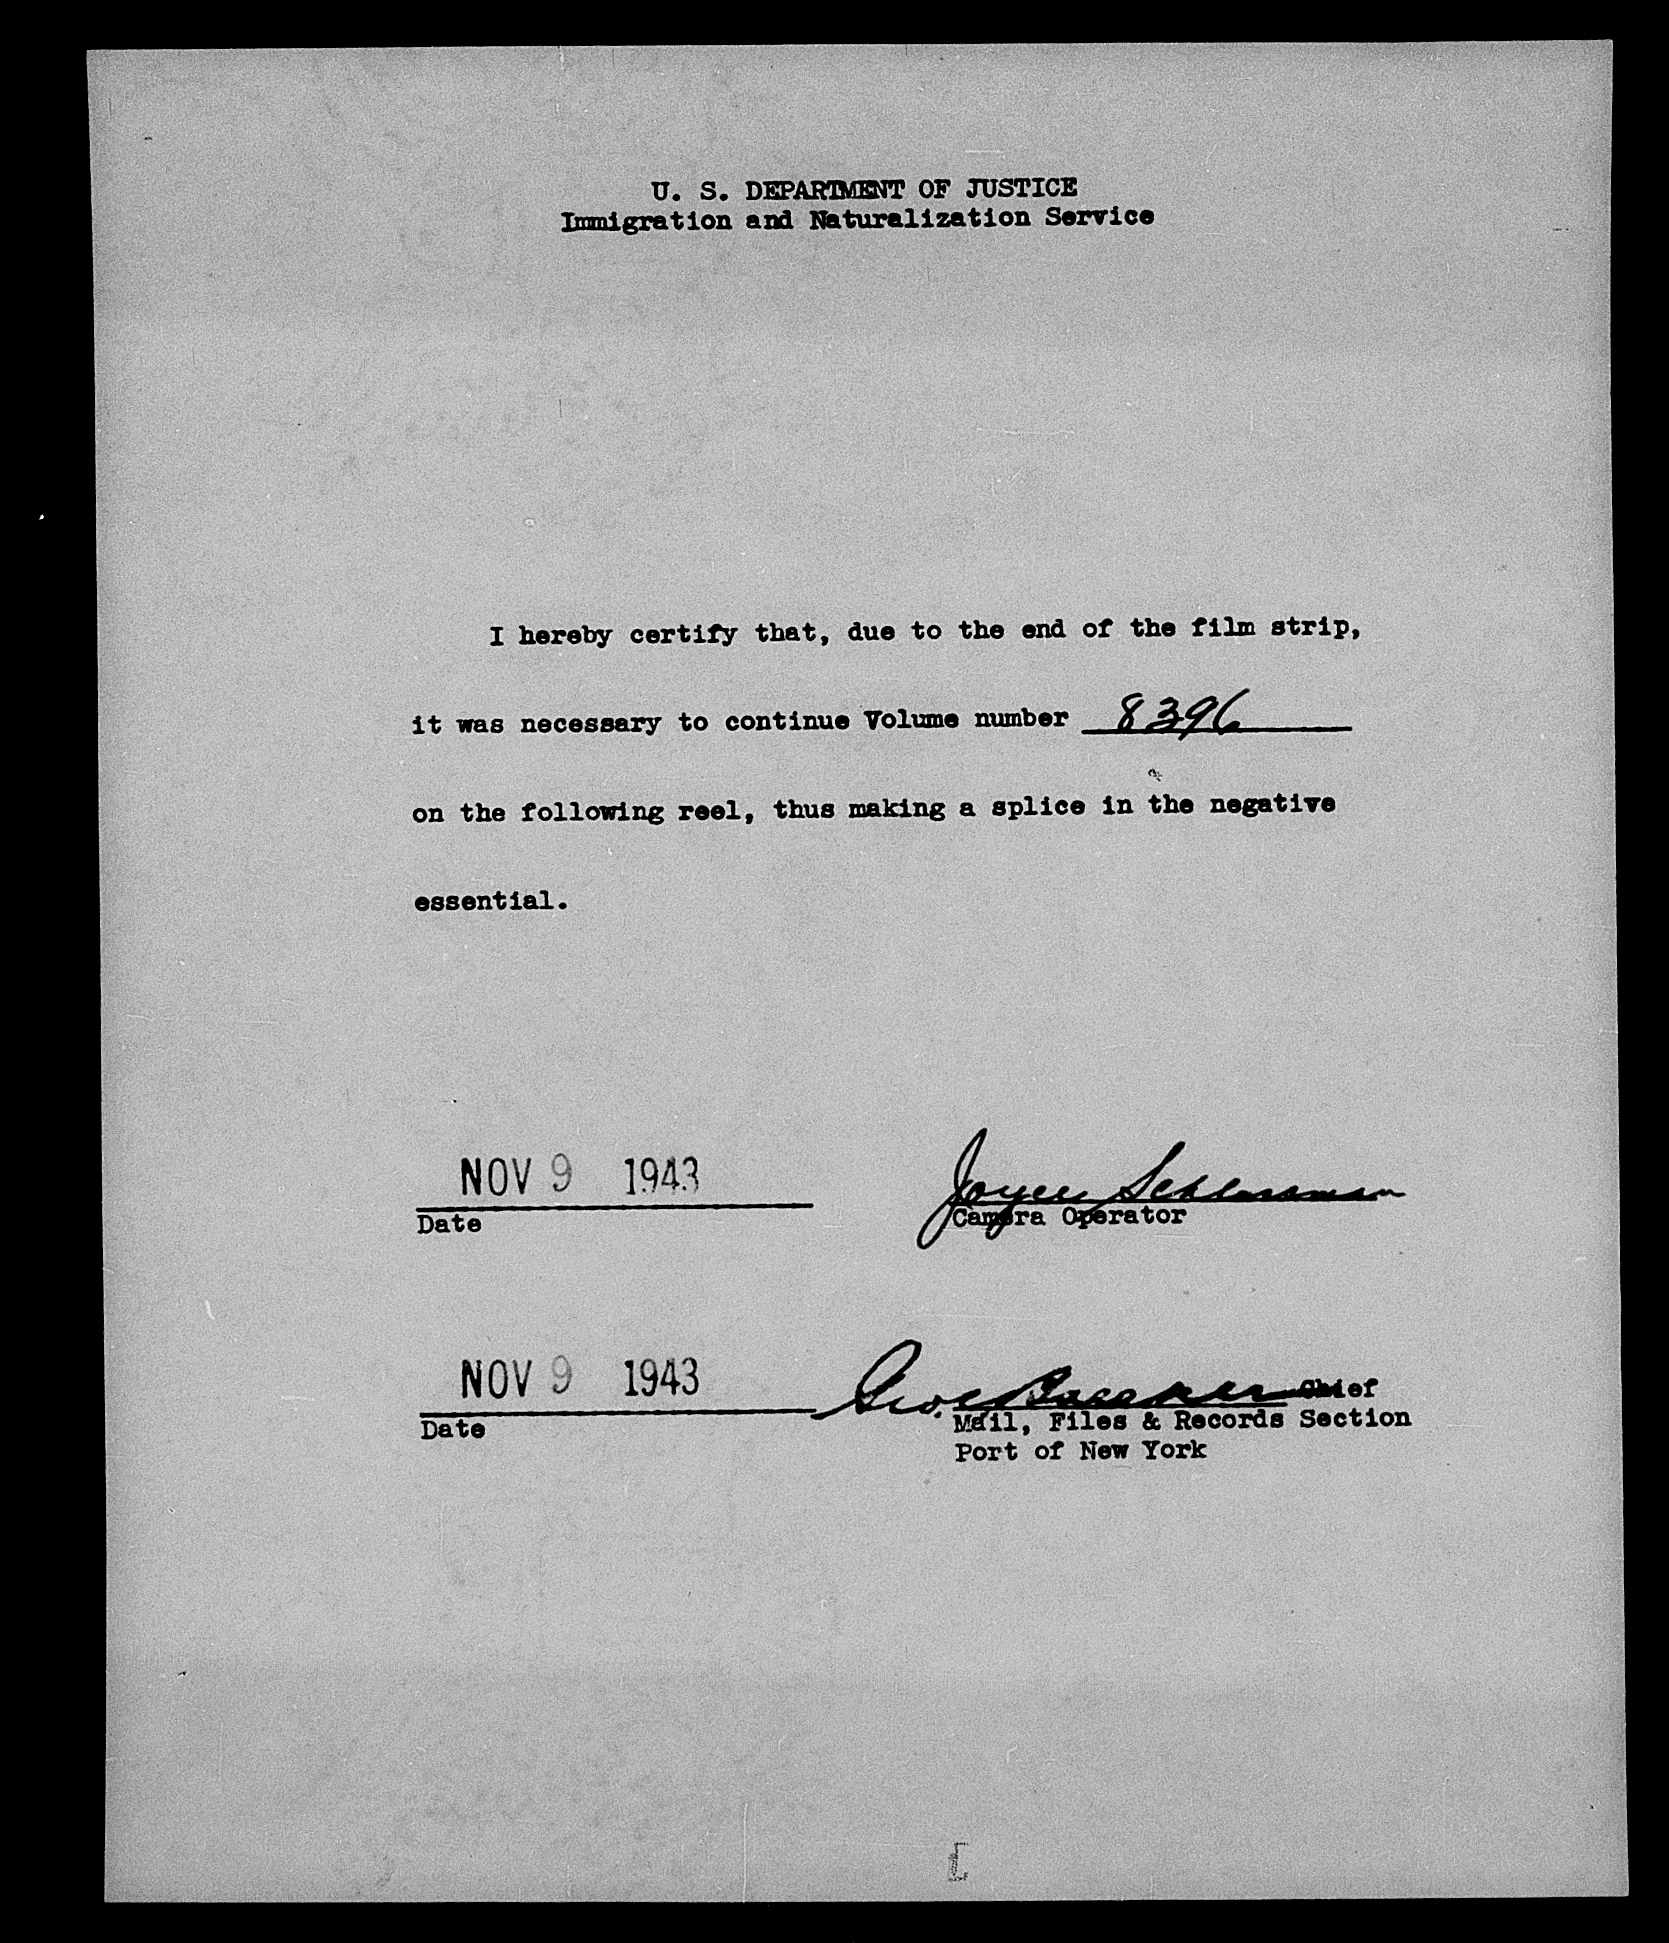 U. S. DEPARTMENT OF JUSTICE
Immigration and Naturalization Service
I hereby certify that, due to the end of the film strip,
it was necessary to continue Volume number 8396
on the following reel, thus making a splice in the negative
essential.
NOV 9 1943
Joyce
Date
Camera Operator
NOV 9 1943
Geo.
Chief
Date
Mail, Files & Records Section
Port of New York